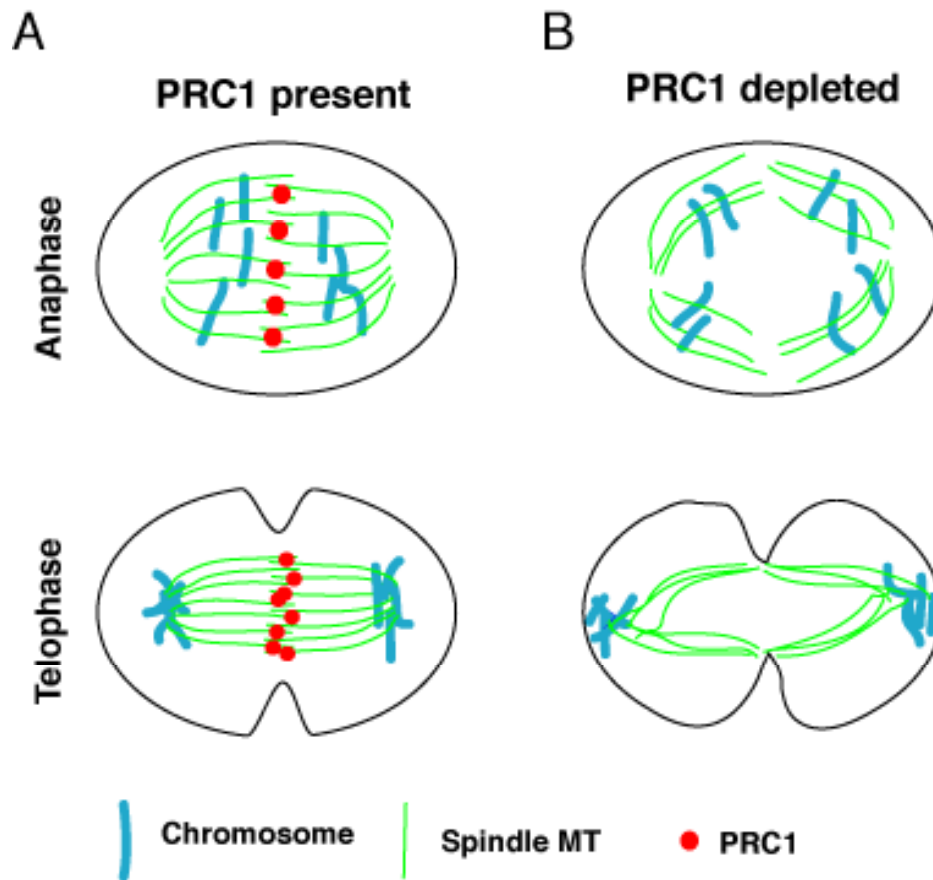 A
B
PRC1 present
PRC1 depleted
Anaphase
Telophase
Chromosome
Spindle MT
PRC1